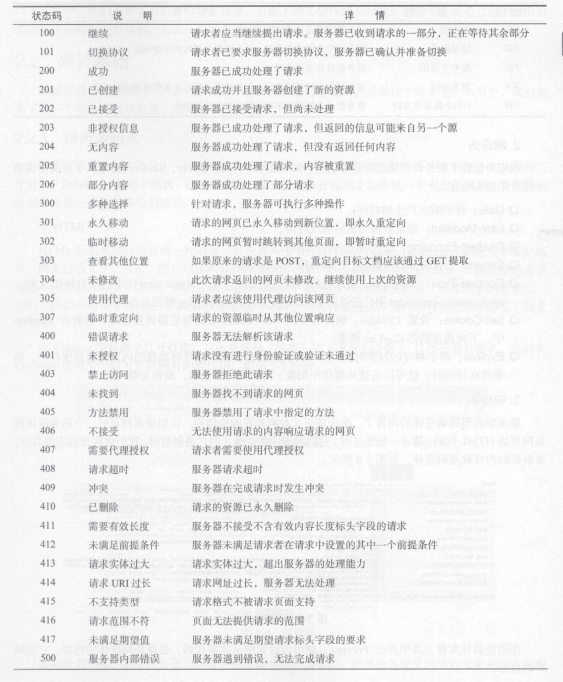 状态码 说 明 详 情
100 继续 请求者应当继续提出请求。服务器已收到请求的一部分，正在等待其余部分
101 切换协议 请求者已要求服务器切换协议，服务器已确认并准备切换
200 成功 服务器已成功处理了请求
201 已创建 请求成功并且服务器创建了新的资源
202 已接受 服务器已接受请求，但尚未处理
203 非授权信息 服务器已成功处理了请求，但返回的信息可能来自另一个源
204 无内容 服务器成功处理了请求，但没有返回任何内容
205 重置内容 服务器成功处理了请求，内容被重置
206 部分内容 服务器成功处理了部分请求
300 多种选择 针对请求，服务器可执行多种操作
301 永久移动 请求的网页已永久移动到新位置，即永久重定向
302 临时移动 请求的网页暂时跳转到其他页面，即暂时重定向
303 查看其他位置 如果原来的请求是 POST，重定向目标文档应该通过 GET 提取
304 未修改 此次请求返回的网页未修改，继续使用上次的资源
305 使用代理 请求者应该使用代理访问该网页
307 临时重定向 请求的资源临时从其他位置响应
400 错误请求 服务器无法解析该请求
401 未授权 请求没有进行身份验证或验证未通过
403 禁止访问 服务器拒绝此请求
404 未找到 服务器找不到请求的网页
405 方法禁用 服务器禁用了请求中指定的方法
406 不接受 无法使用请求的内容响应请求的网页
407 需要代理授权 请求者需要使用代理授权
408 请求超时 服务器请求超时
409 冲突 服务器在完成请求时发生冲突
410 已删除 请求的资源已永久删除
411 需要有效长度 服务器不接受不含有效内容长度标头字段的请求
412 未满足前提条件 服务器未满足请求者在请求中设置的其中一个前提条件
413 请求实体过大 请求实体过大，超出服务器的处理能力
414 请求 URI 过长 请求网址过长，服务器无法处理
415 不支持类型 请求格式不被请求页面支持
416 请求范围不符 页面无法提供请求的范围
417 未满足期望值 服务器未满足期望请求标头字段的要求
500 服务器内部错误 服务器遇到错误，无法完成请求